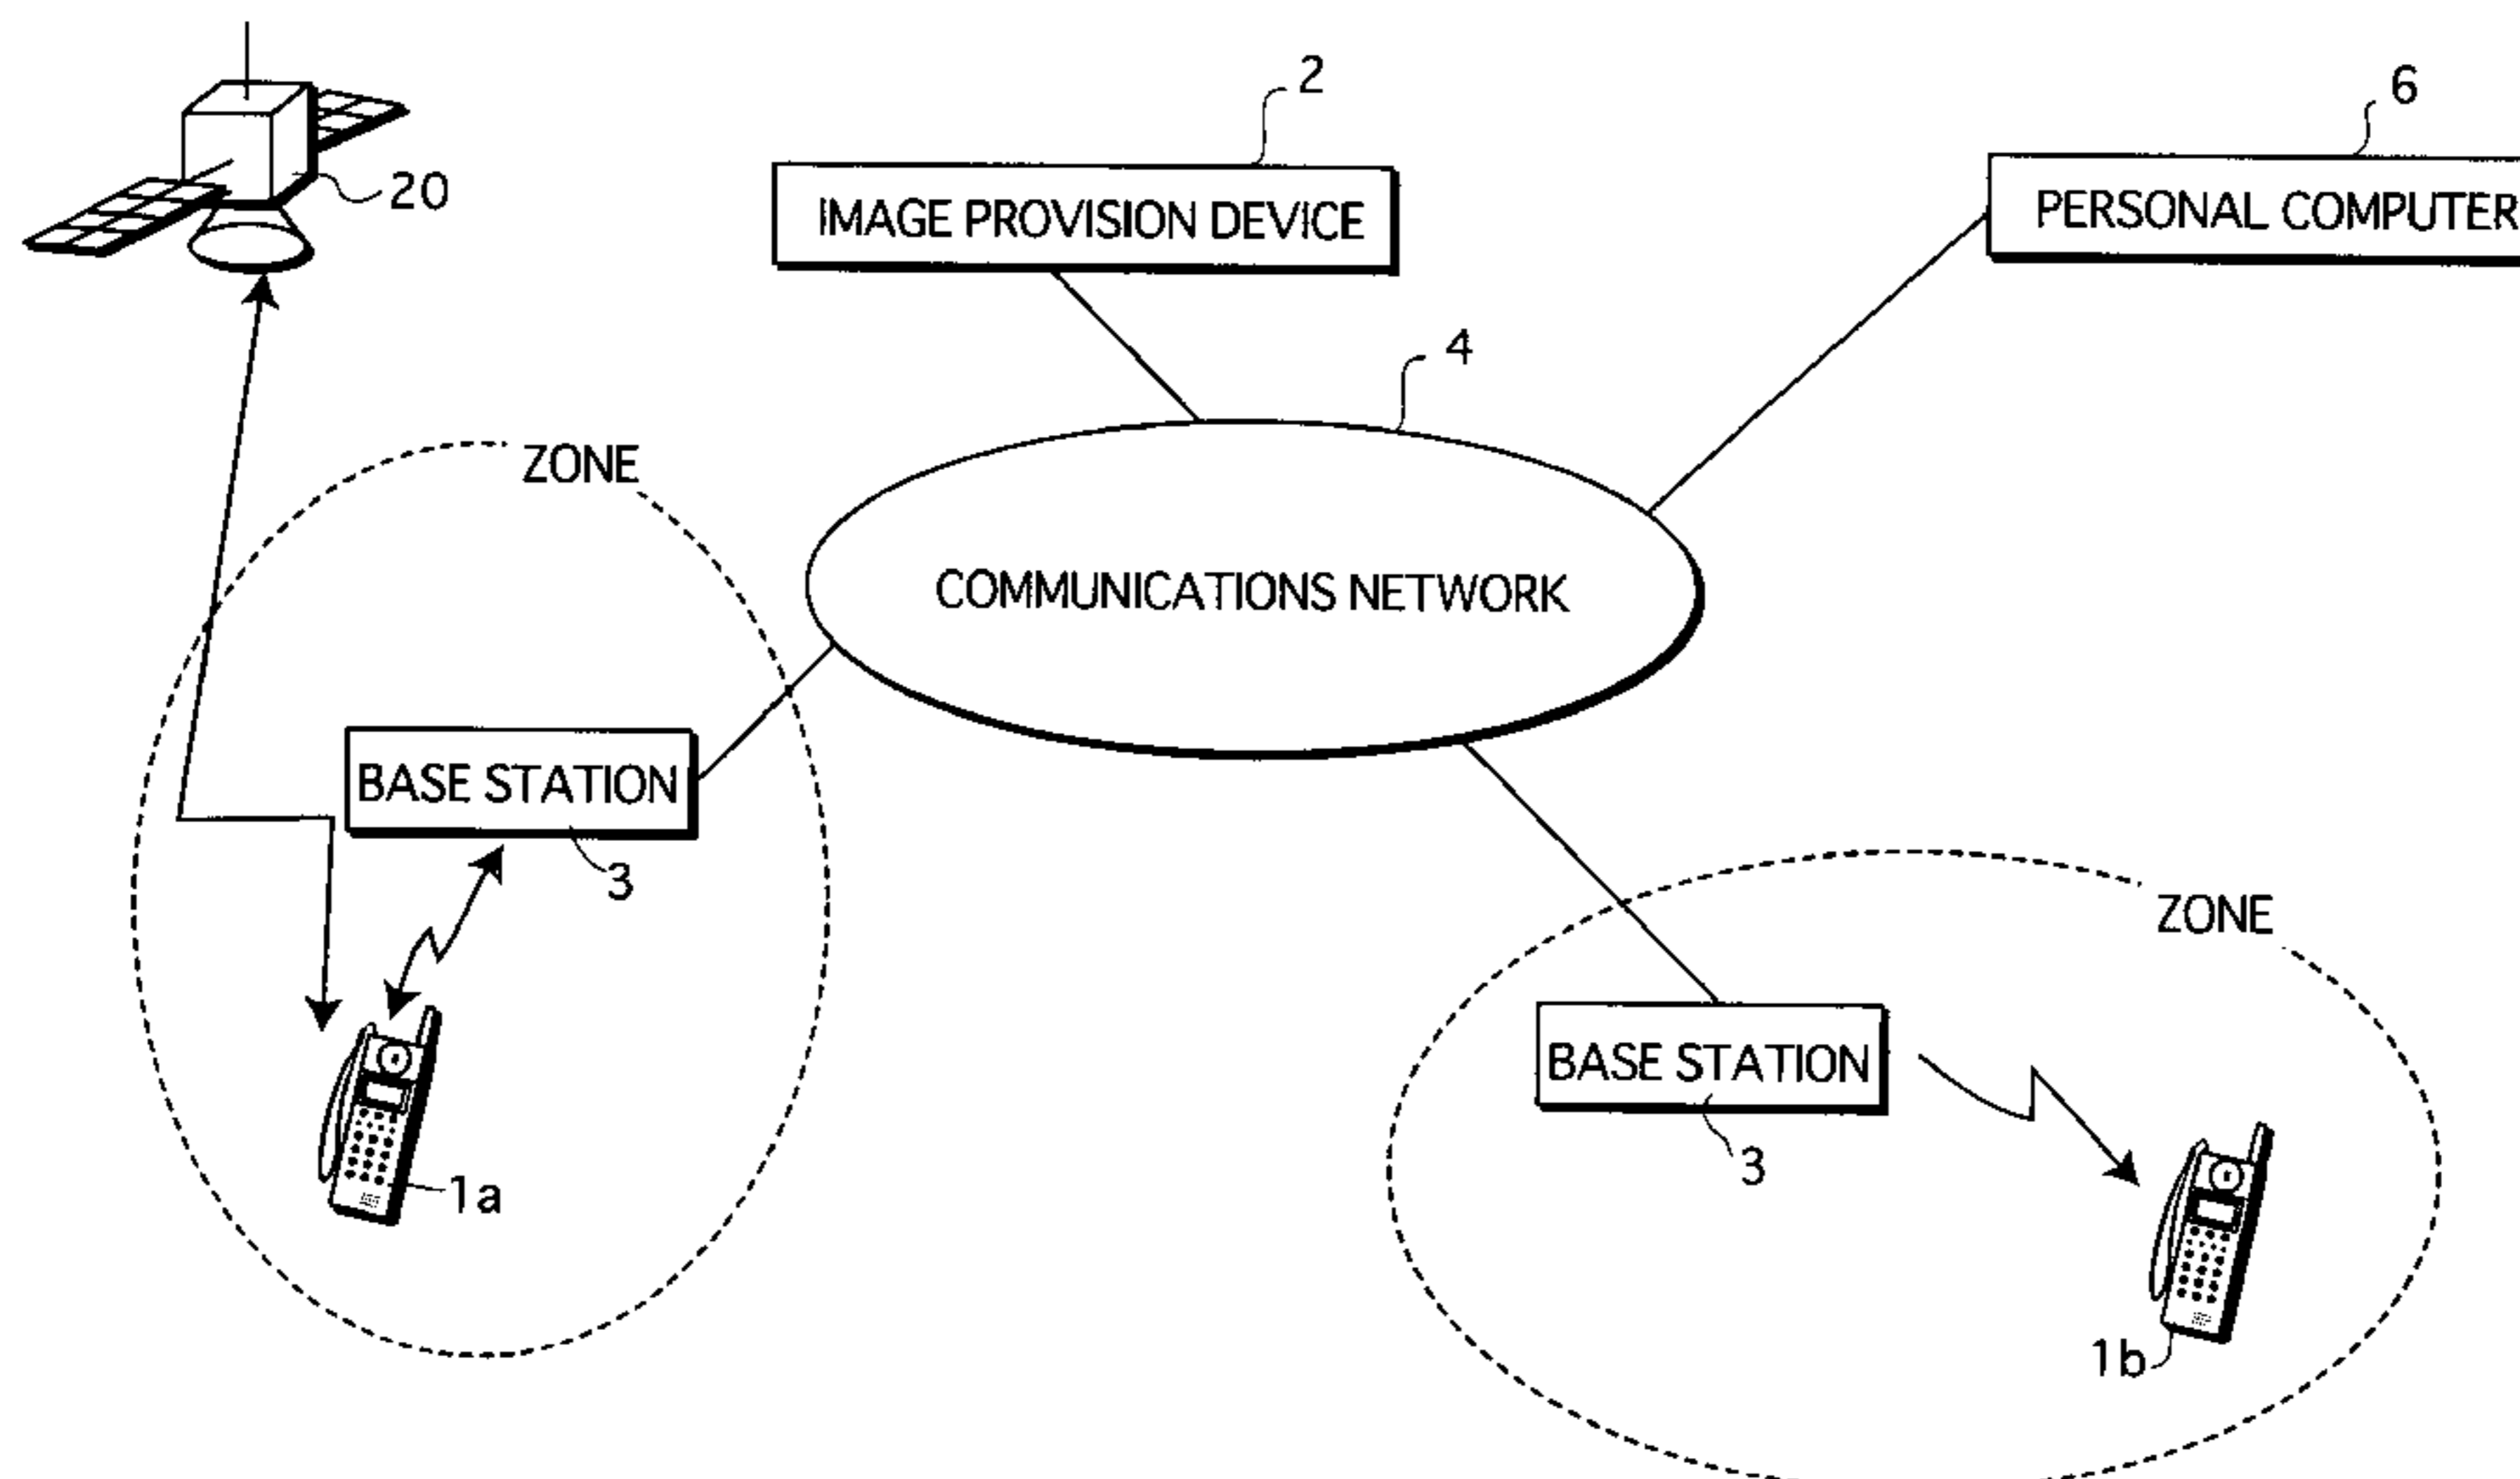 2
6
20
IMAGE PROVISION DEVICE
PERSONAL COMPUTER
4
ZONE
COMMUNICATIONS NETWORK
BASE STATION
3
ZONE
BASE STATION
3
1a
1b